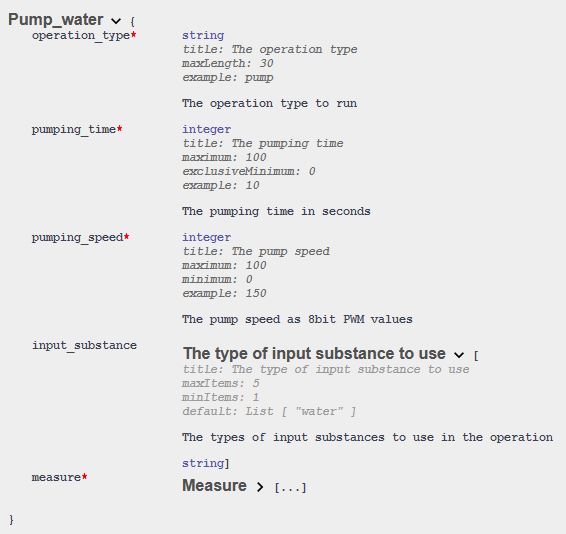 Pump_water {
operation_type* string
title: The operation type
maxLength: 30
example: pump
The operation type to run
pumping_time* integer
title: The pumping time
maximum: 100
exclusiveMinimum: 0
example: 10
The pumping time in seconds
pumping_speed* integer
title: The pump speed
maximum: 100
minimum: 0
example: 150
The pump speed as 8bit PWM values
input_substance The type of input substance to use [
title: The type of input substance to use
maxItems: 5
minItems: 1
default: List [ "water" ]
The types of input substances to use in the operation
string]
measure* Measure > [...]
}